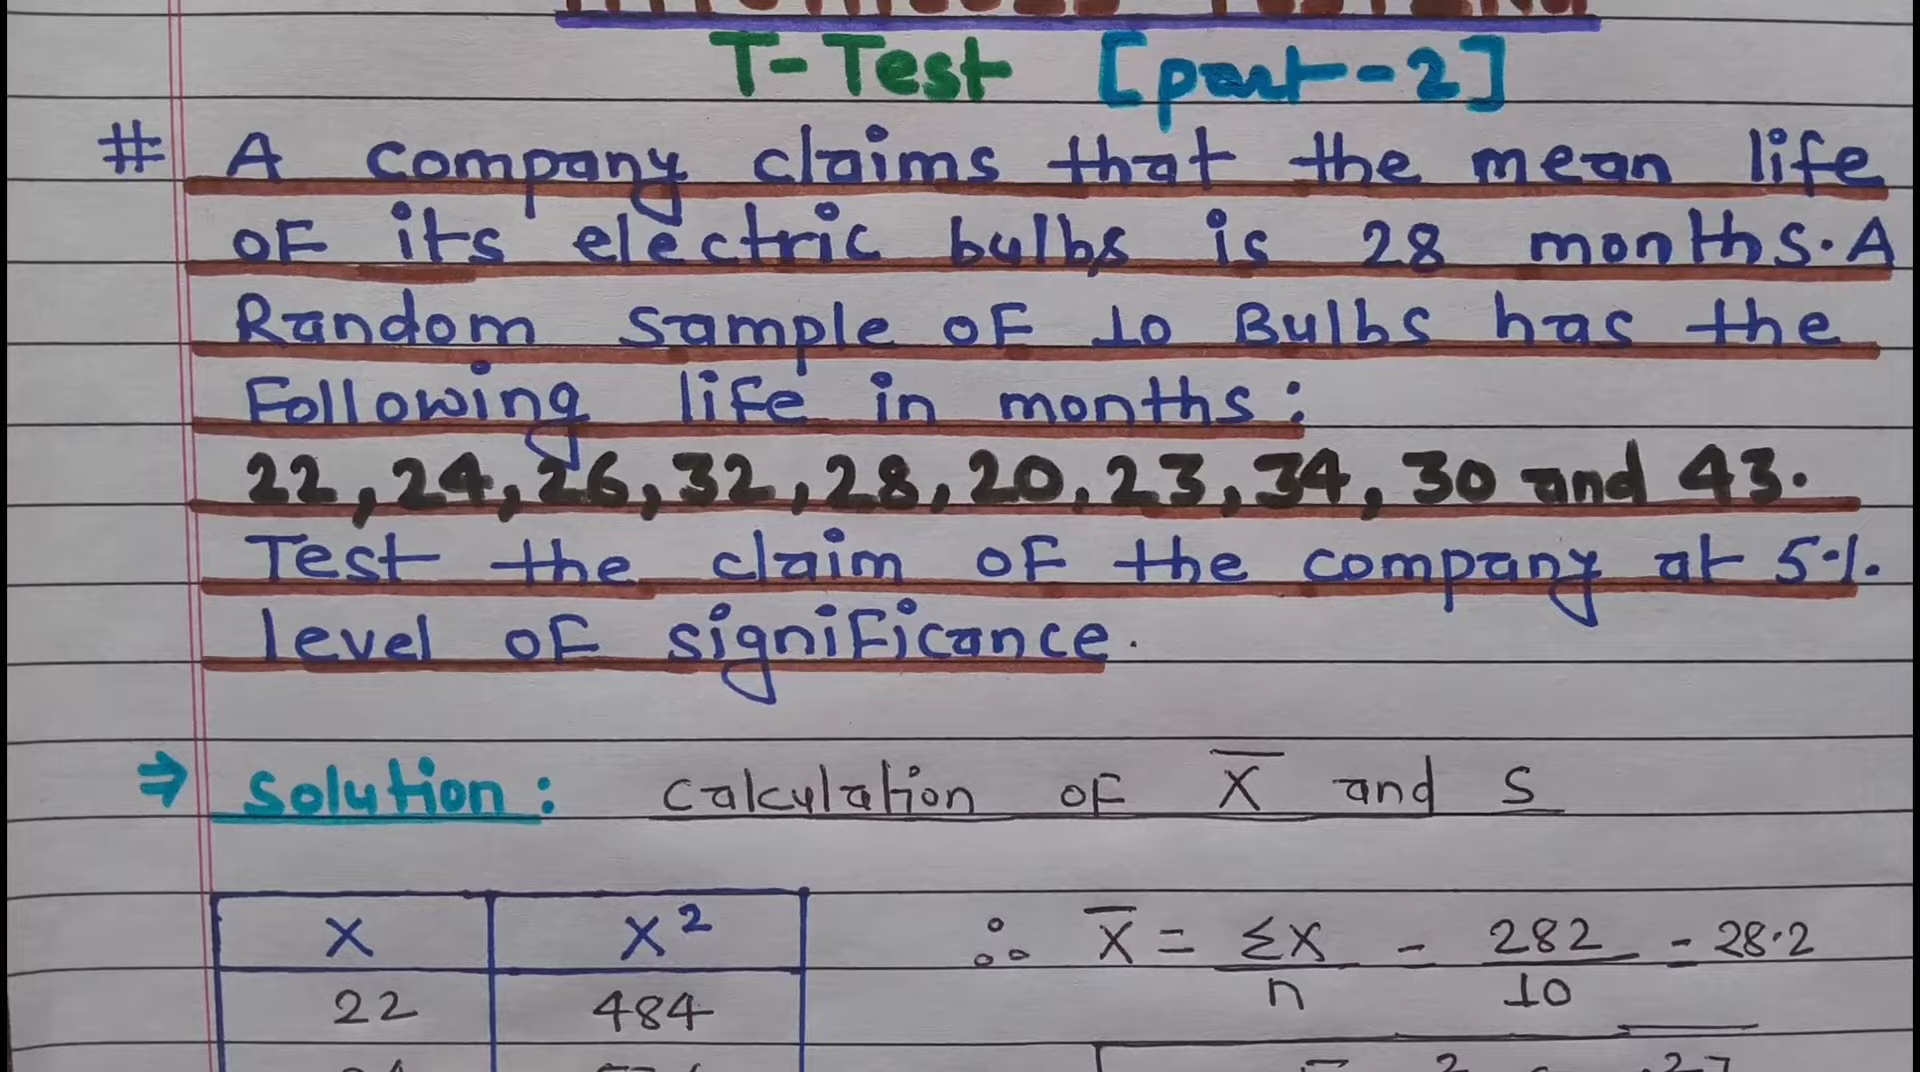 T-Test [part-2]
# A company claims that the mean life
of its electric bulbs is 28 months. A
Random sample of 10 Bulbs has the
Following life in months:
22, 24, 26, 32, 28, 20, 23, 34, 30 and 43.
Test the claim of the company at 5%
level of significance.
⇒ Solution: Calculation of X̅ and S
X X²
∴ X̅ = ΣX/n = 282/10 = 28.2
22 484